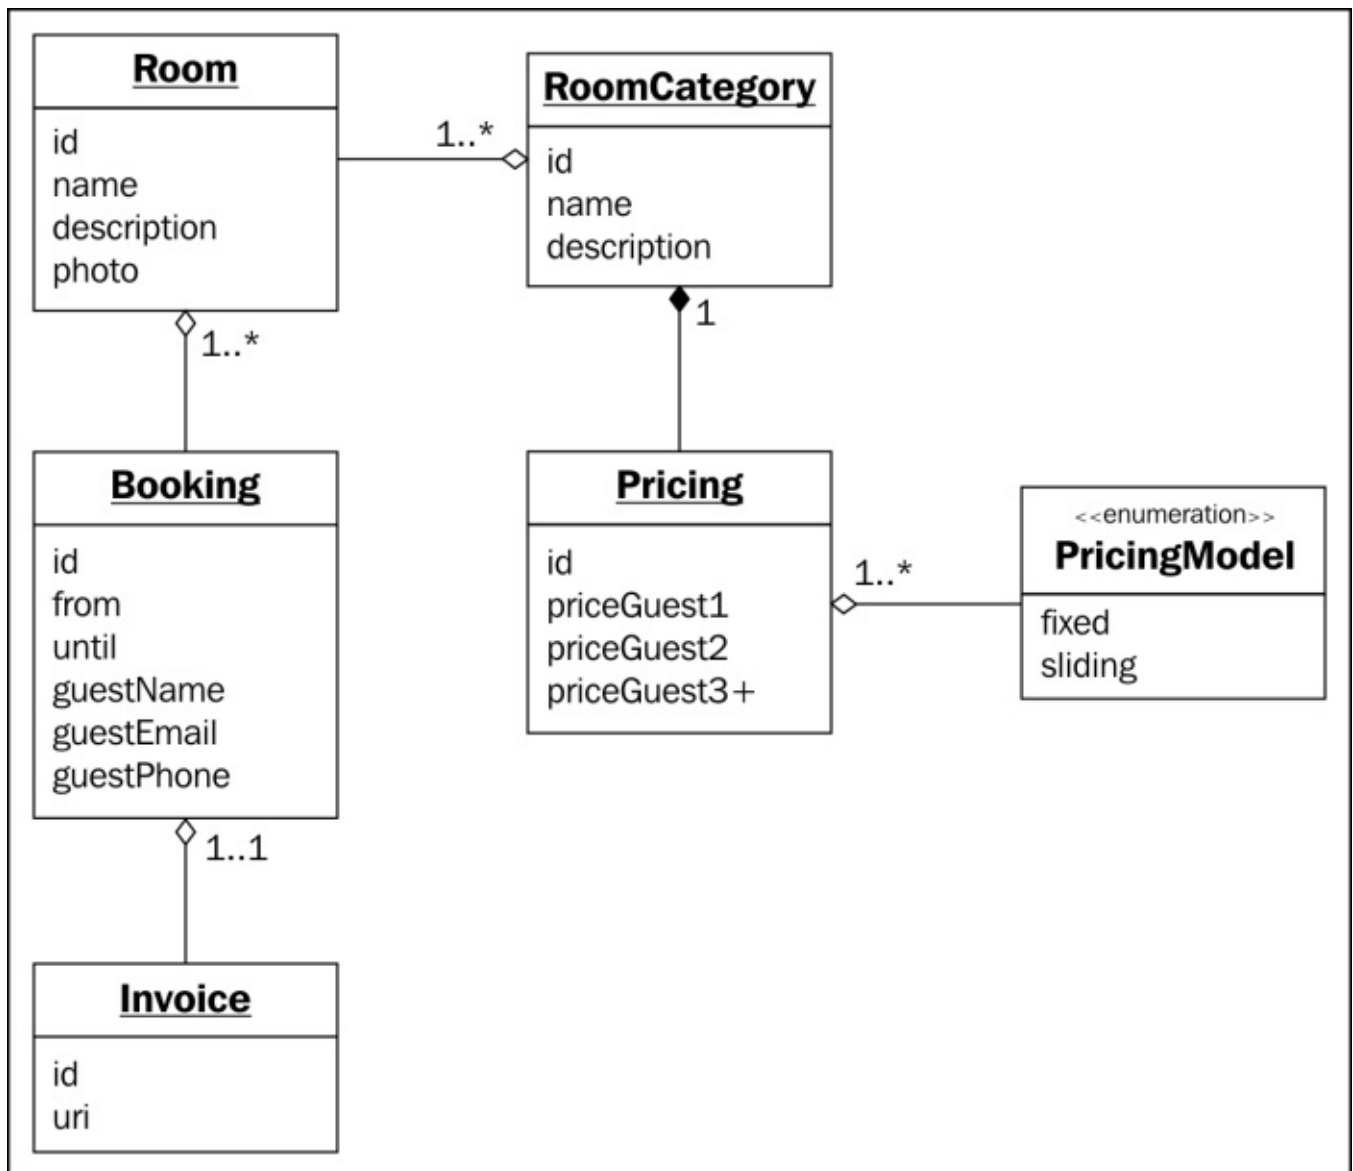 Room
id
name
description
photo
1..*
RoomCategory
id
name
description
1..*
1
Booking
id
from
until
guestName
guestEmail
guestPhone
Pricing
id
priceGuest1
priceGuest2
priceGuest3+
1..*
<<enumeration>>
PricingModel
fixed
sliding
1..1
Invoice
id
uri